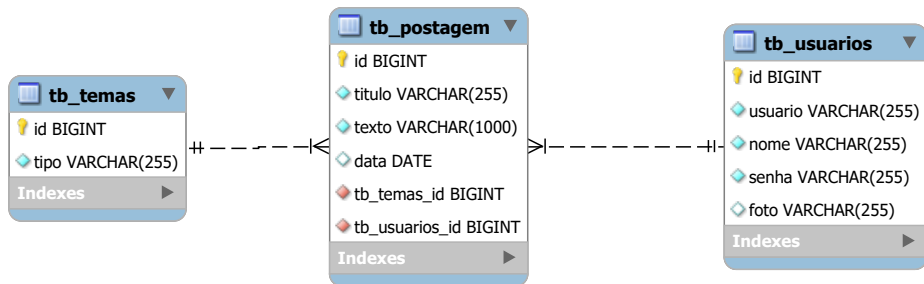 tb_temas
id BIGINT
tipo VARCHAR(255)
Indexes
tb_postagem
id BIGINT
titulo VARCHAR(255)
texto VARCHAR(1000)
data DATE
tb_temas_id BIGINT
tb_usuarios_id BIGINT
Indexes
tb_usuarios
id BIGINT
usuario VARCHAR(255)
nome VARCHAR(255)
senha VARCHAR(255)
foto VARCHAR(255)
Indexes